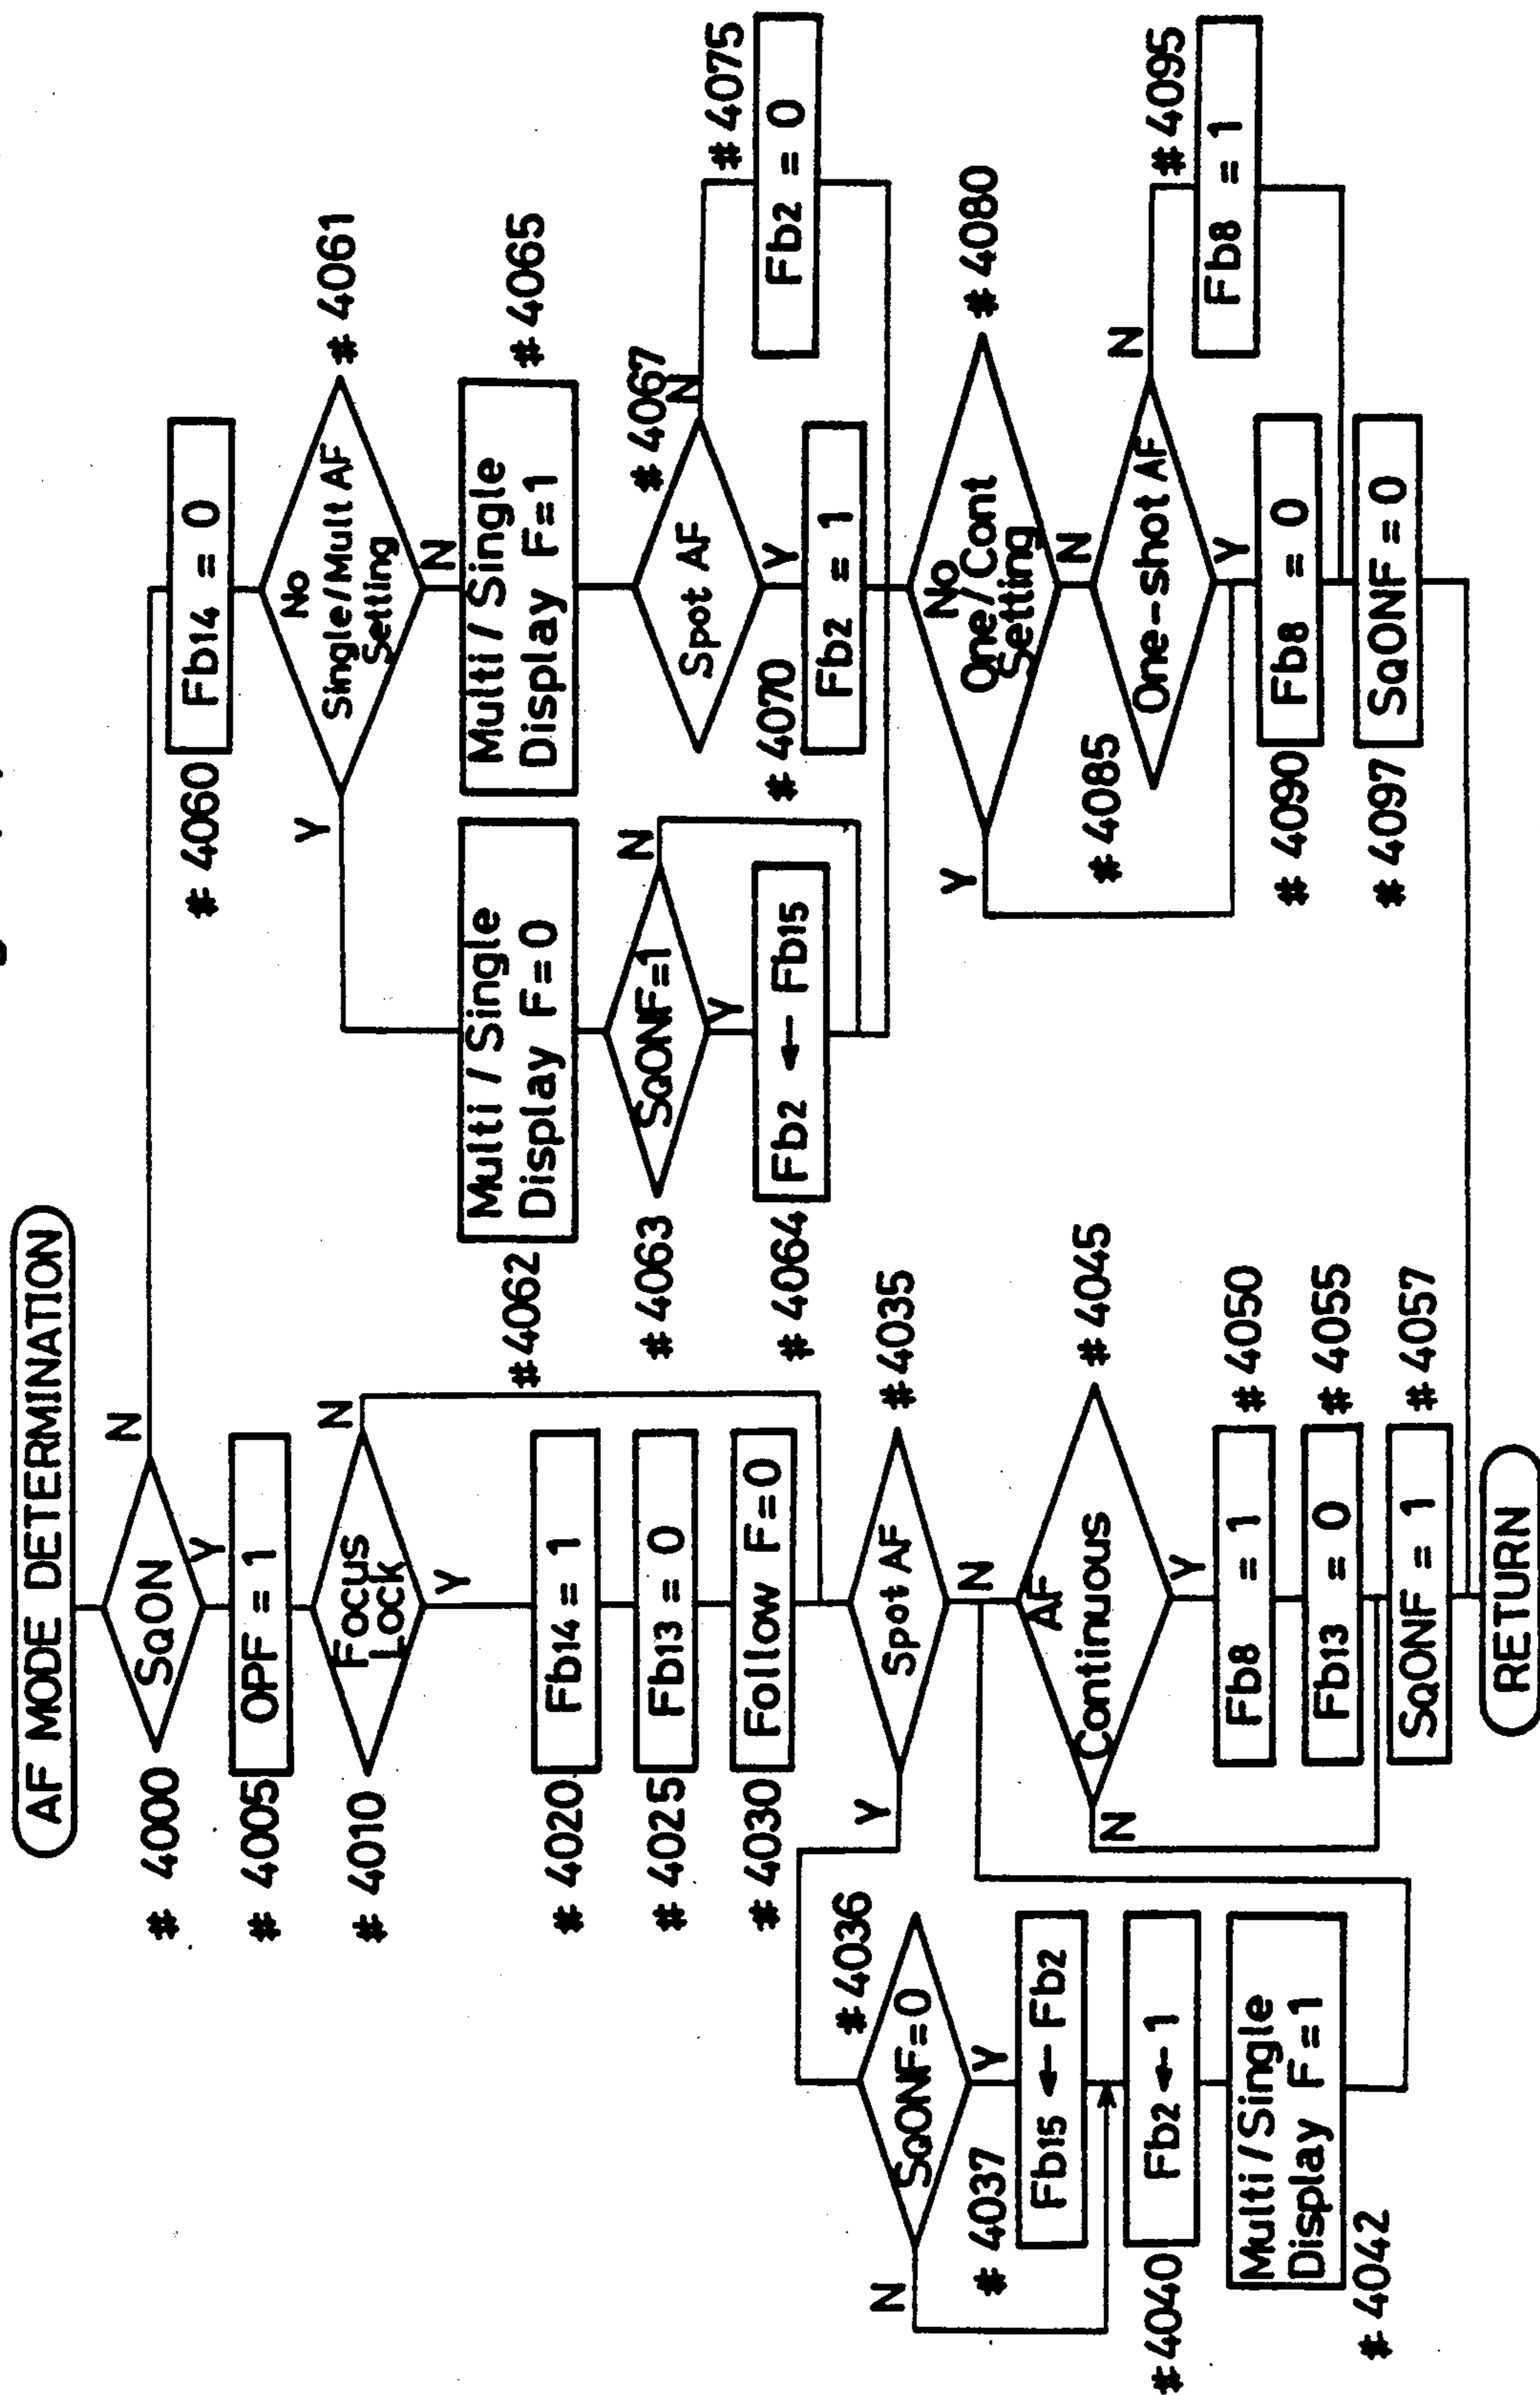 AF MODE DETERMINATION
# 4000
SQON
N
Y
# 4005
OPF = 1
# 4010
Focus
Lock
N
Y
# 4020
Fb14 = 1
# 4025
Fb13 = 0
# 4030
Follow F=0
Spot AF
# 4035
Y
N
# 4036
SQONF=0
N
Y
# 4037
Fb15 ← Fb2
# 4040
Fb2 ← 1
Multi / Single
Display F = 1
# 4042
AF
Continuous
# 4045
N
Y
Fb8 = 1
# 4050
Fb13 = 0
# 4055
SQONF = 1
# 4057
RETURN
# 4060
Fb14 = 0
No
Single/Mult AF
Setting
# 4061
Y
N
Multi / Single
Display F=0
# 4062
SQONF=1
# 4063
N
Y
Fb2 ← Fb15
# 4064
Multi / Single
Display F=1
# 4065
Spot AF
# 4067
N
Y
# 4070
Fb2 = 1
# 4075
Fb2 = 0
No
One/Cont
Setting
# 4080
Y
N
# 4085
One-shot AF
N
Y
# 4090
Fb8 = 0
# 4095
Fb8 = 1
# 4097
SQONF = 0